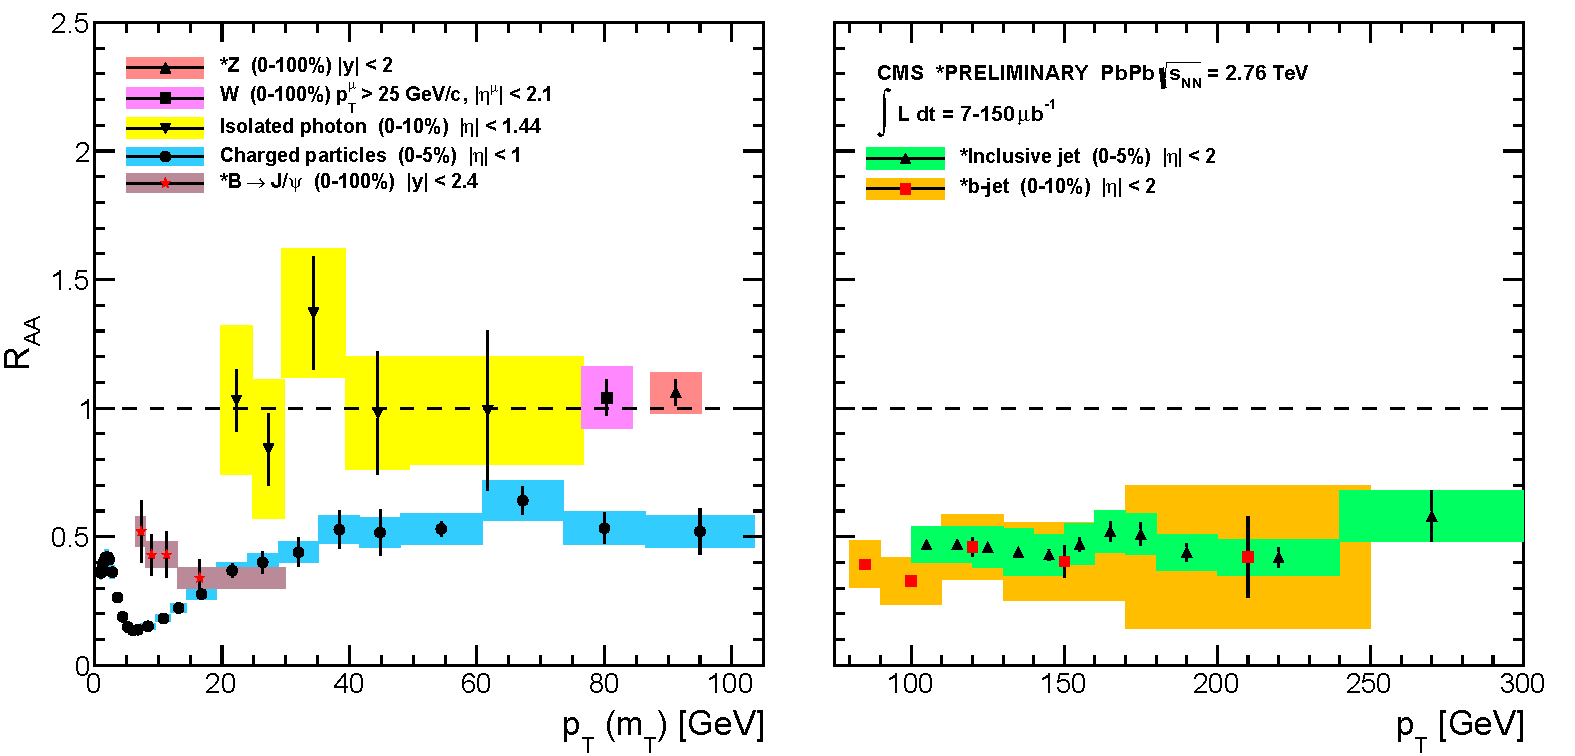 2.5
2
1.5
1
0.5
0
R_AA
*Z (0-100%) |y| < 2
W (0-100%) p_T^μ > 25 GeV/c, |η^μ| < 2.1
Isolated photon (0-10%) |η| < 1.44
Charged particles (0-5%) |η| < 1
*B → J/ψ (0-100%) |y| < 2.4
0 20 40 60 80 100
p_T (m_T) [GeV]
CMS *PRELIMINARY PbPb √s_NN = 2.76 TeV
∫ L dt = 7-150 μb^-1
*Inclusive jet (0-5%) |η| < 2
*b-jet (0-10%) |η| < 2
100 150 200 250 300
p_T [GeV]